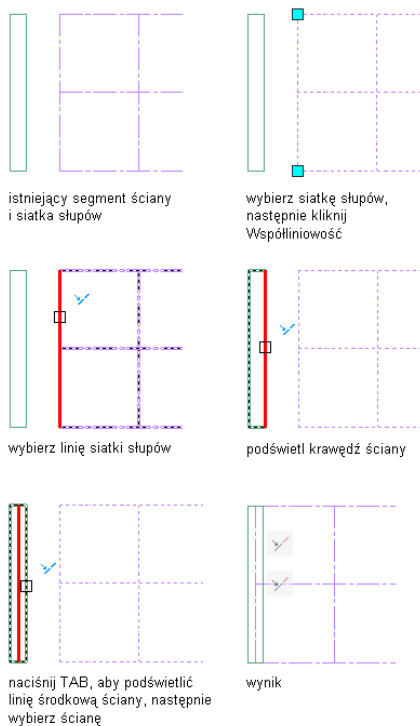 istniejący segment ściany
i siatka słupów
wybierz siatkę słupów,
następnie kliknij
Współliniowość
wybierz linię siatki słupów
podświetl krawędź ściany
naciśnij TAB, aby podświetlić
linię środkową ściany, następnie
wybierz ścianę
wynik